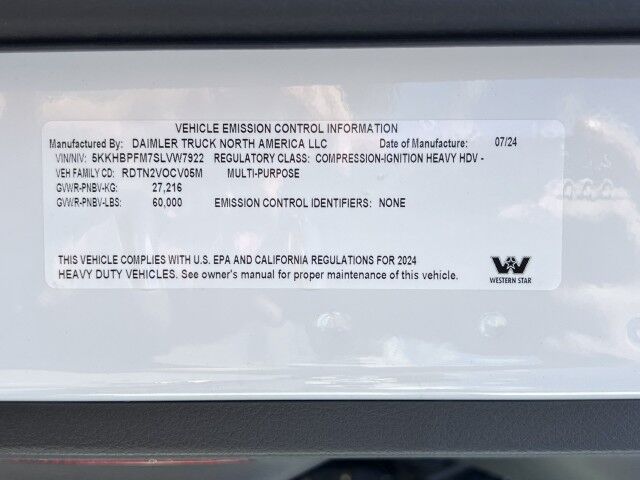 VEHICLE EMISSION CONTROL INFORMATION
Manufactured By: DAIMLER TRUCK NORTH AMERICA LLC Date of Manufacture: 07/24
VIN/NIV: 5KKHBPFM7SLVW7922 REGULATORY CLASS: COMPRESSION-IGNITION HEAVY HDV -
VEH FAMILY CD: RDTN2VOCV05M MULTI-PURPOSE
GVWR-PNBV-KG: 27,216
GVWR-PNBV-LBS: 60,000 EMISSION CONTROL IDENTIFIERS: NONE
THIS VEHICLE COMPLIES WITH U.S. EPA AND CALIFORNIA REGULATIONS FOR 2024
HEAVY DUTY VEHICLES. See owner's manual for proper maintenance of this vehicle.
WESTERN STAR